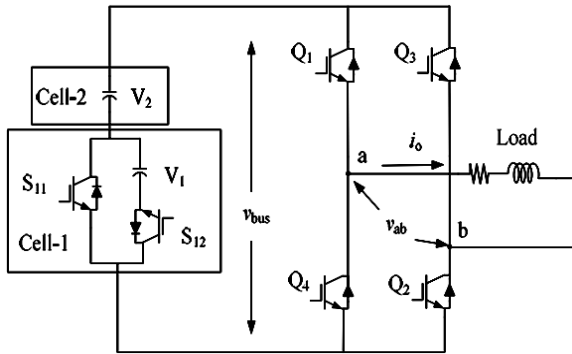 Q1
Q3
Cell-2
V2
Load
io
a
S11
V1
vbus
vab
b
S12
Cell-1
Q4
Q2